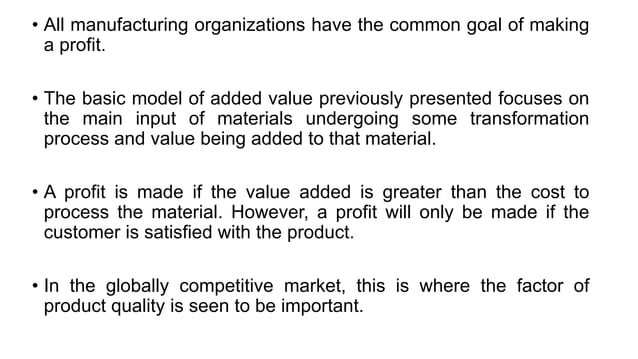 • All manufacturing organizations have the common goal of making
a profit.
• The basic model of added value previously presented focuses on
the main input of materials undergoing some transformation
process and value being added to that material.
• A profit is made if the value added is greater than the cost to
process the material. However, a profit will only be made if the
customer is satisfied with the product.
• In the globally competitive market, this is where the factor of
product quality is seen to be important.